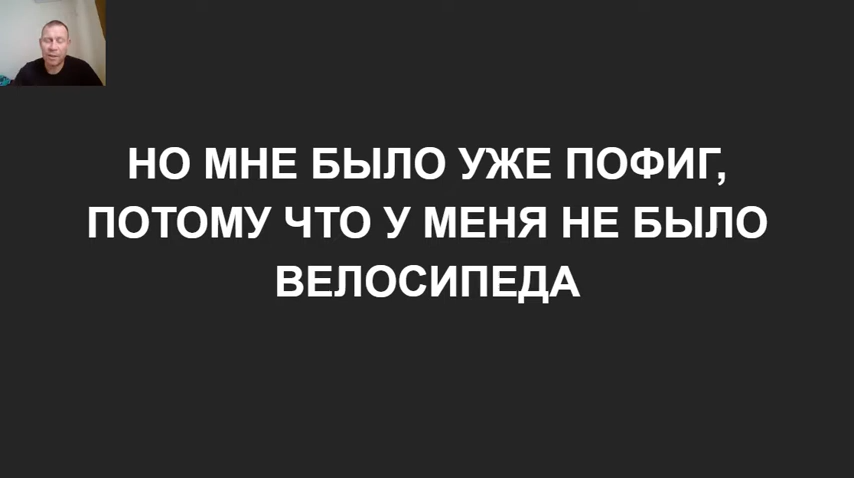 НО МНЕ БЫЛО УЖЕ ПОФИГ,
ПОТОМУ ЧТО У МЕНЯ НЕ БЫЛО
ВЕЛОСИПЕДА